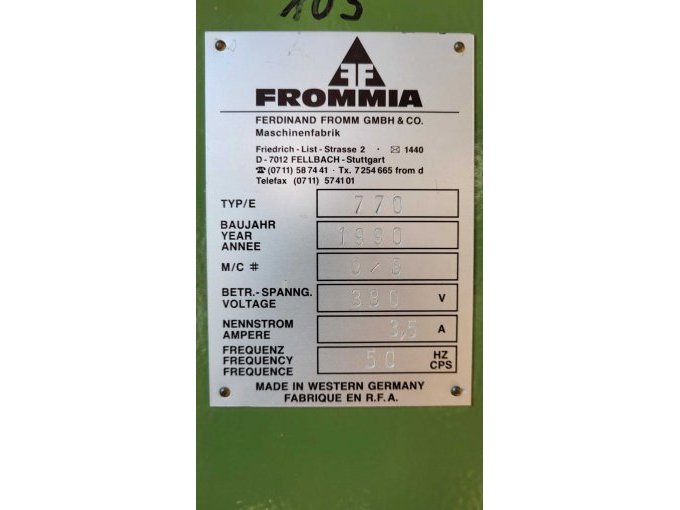 103
FROMMIA
FERDINAND FROMM GMBH & CO.
Maschinenfabrik
Friedrich - List - Strasse 2 · ✉ 1440
D - 7012 FELLBACH - Stuttgart
☎ (0711) 58 74 41 · Tx. 7 254 665 from d
Telefax (0711) 57 41 01
TYP/E 770
BAUJAHR
YEAR 1990
ANNEE
M/C #
BETR.-SPANNG. 380 V
VOLTAGE
NENNSTROM 3,5 A
AMPERE
FREQUENZ HZ
FREQUENCY 50 CPS
FREQUENCE
MADE IN WESTERN GERMANY
FABRIQUE EN R.F.A.